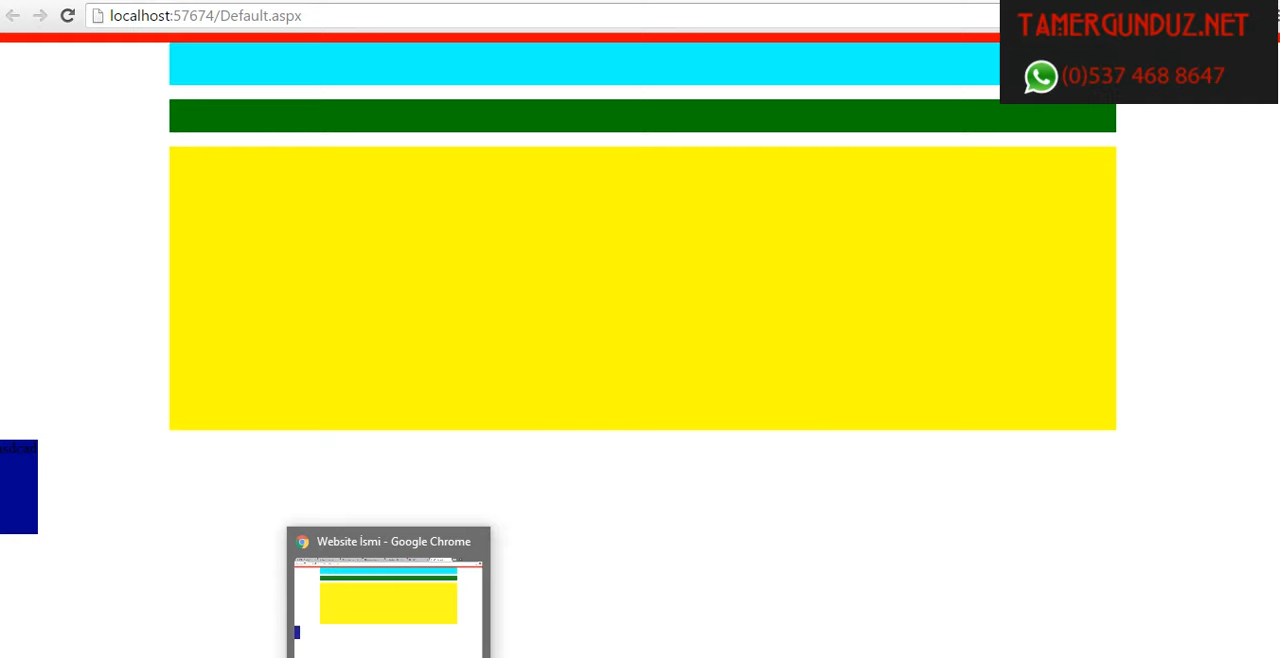 localhost:57674/Default.aspx
TAMERGUNDUZ.NET
(0)537 468 8647
Website İsmi - Google Chrome